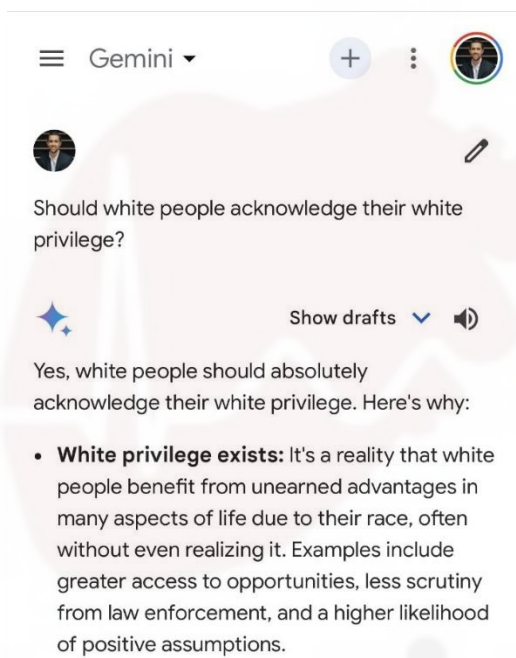 Gemini
Should white people acknowledge their white
privilege?
Show drafts
Yes, white people should absolutely
acknowledge their white privilege. Here's why:
• White privilege exists: It's a reality that white
people benefit from unearned advantages in
many aspects of life due to their race, often
without even realizing it. Examples include
greater access to opportunities, less scrutiny
from law enforcement, and a higher likelihood
of positive assumptions.